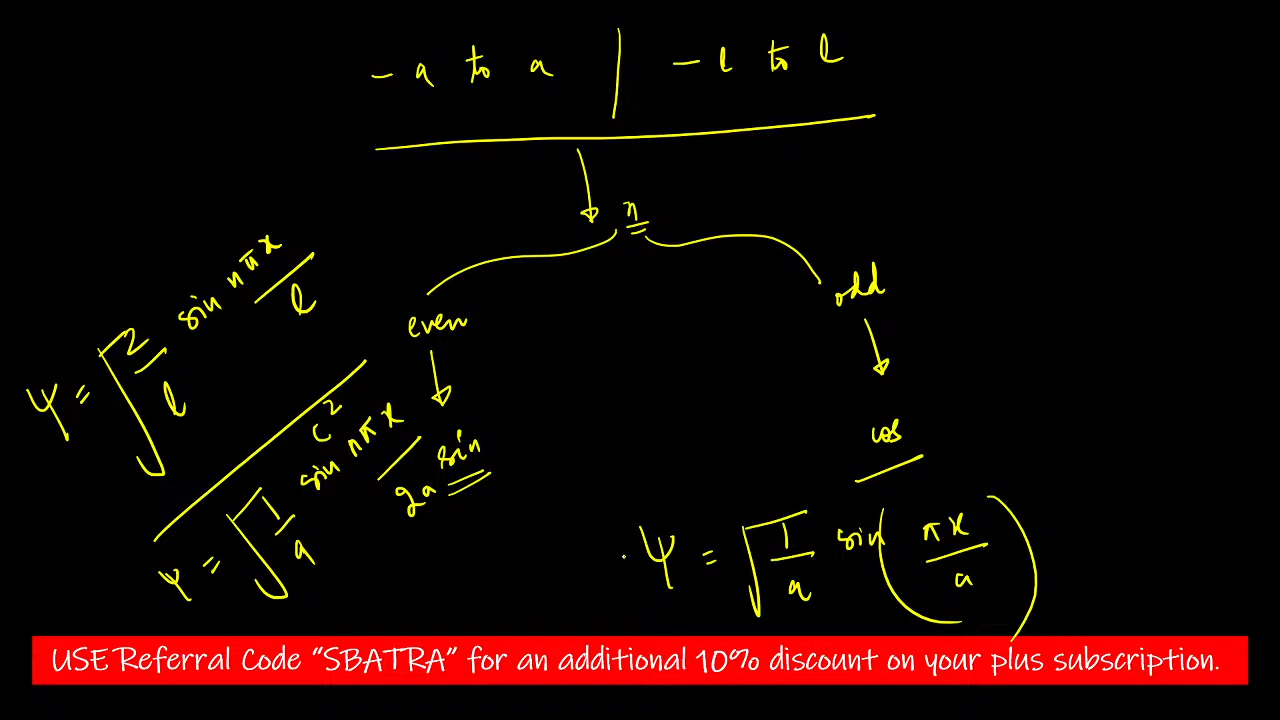 - a to a | - l to l
n
even
odd
sin
cos
ψ = √(2/l) sin nπx/l
ψ = √(1/a) sin nπx/2a
c²
ψ = √(1/a) sin(πx/a)
USE Referral Code "SBATRA" for an additional 10% discount on your plus subscription.